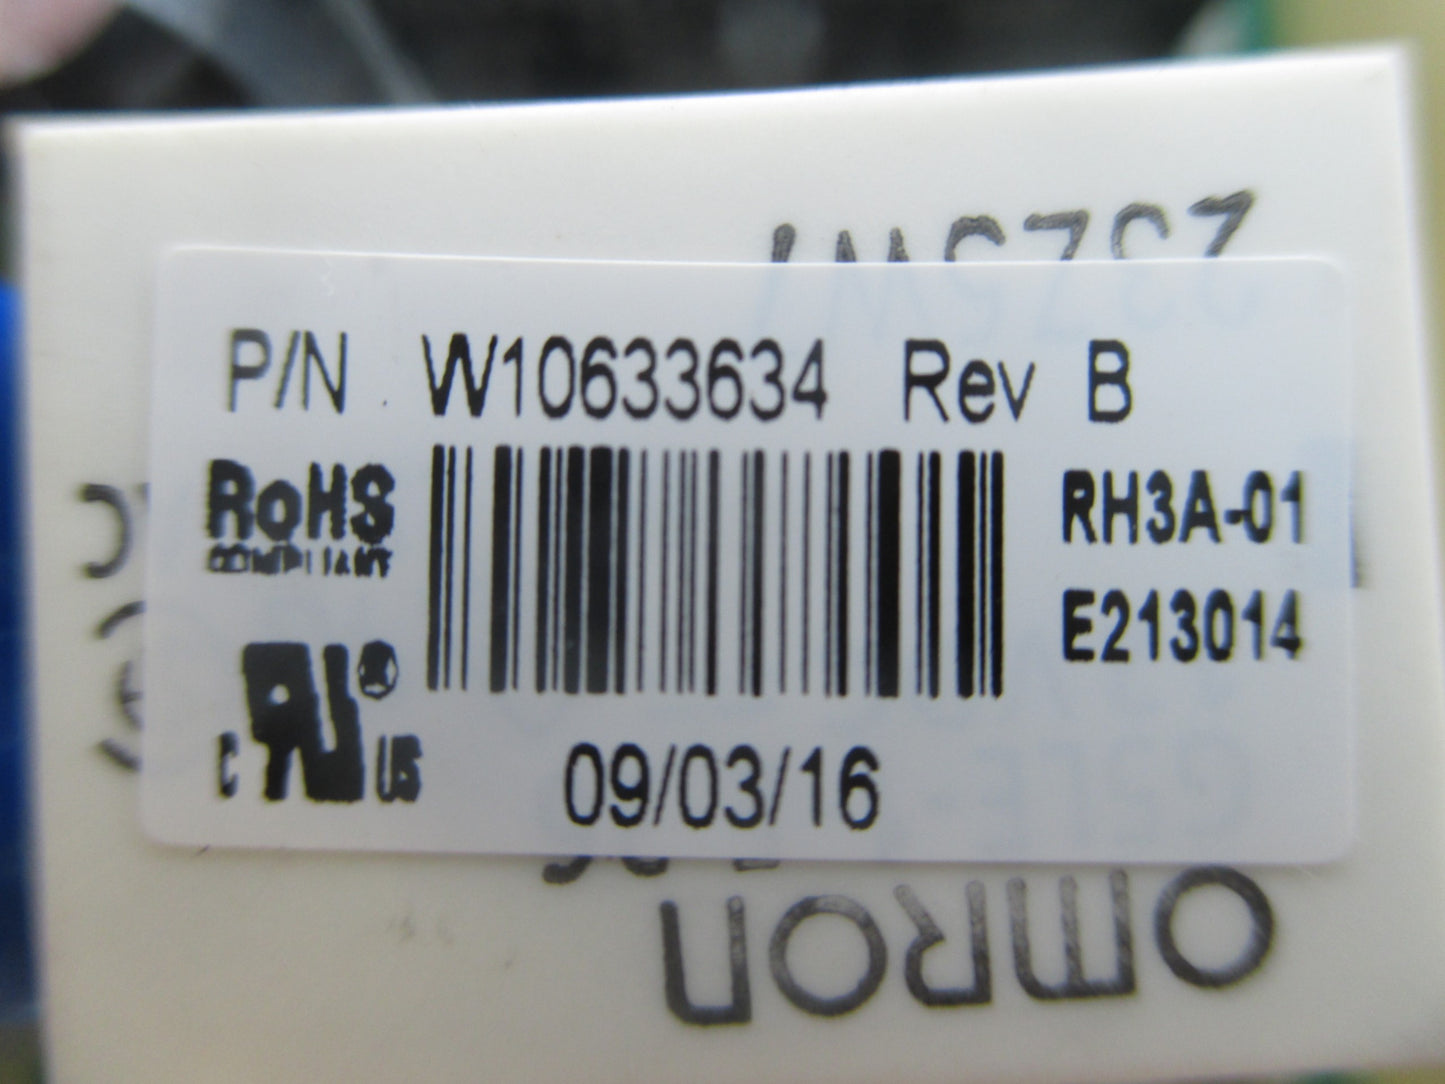 P/N W10633634 Rev B
RoHS
COMPLIANT
RH3A-01
E213014
C
US
09/03/16
OMRON